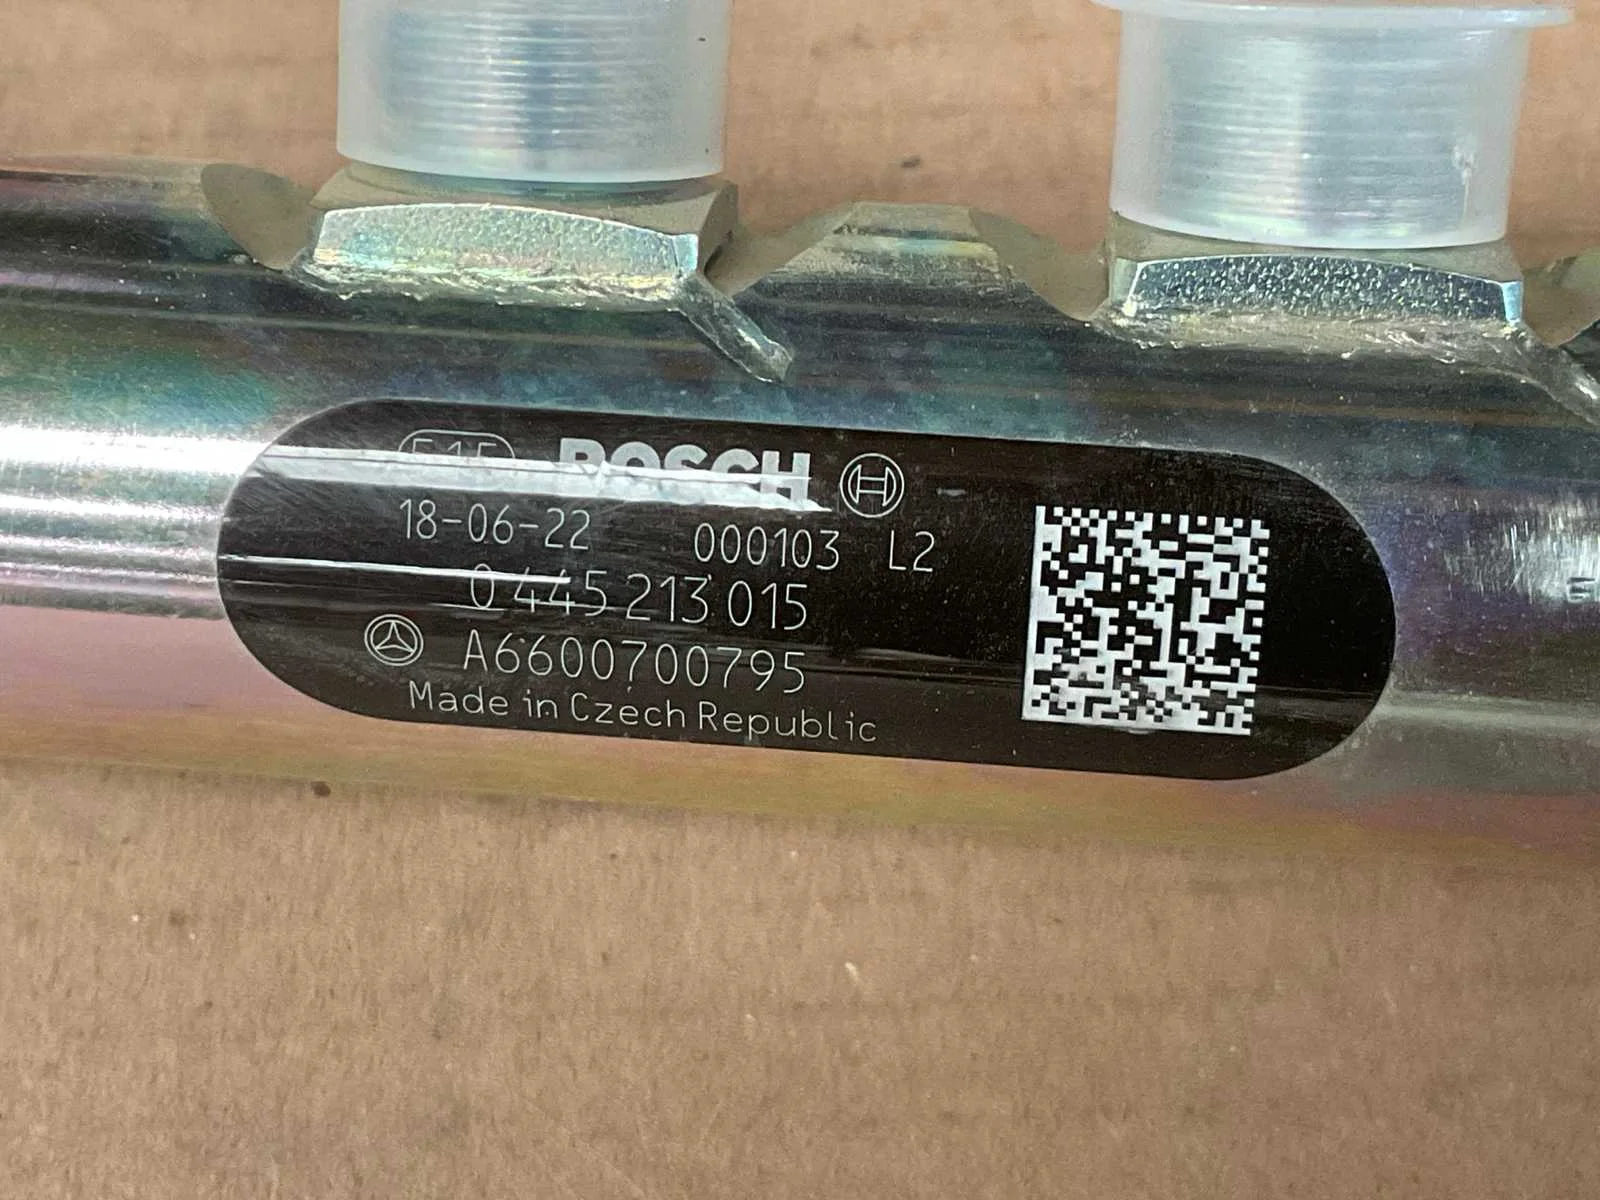 BOSCH
18-06-22 000103 L2
0 445 213 015
A6600700795
Made in Czech Republic